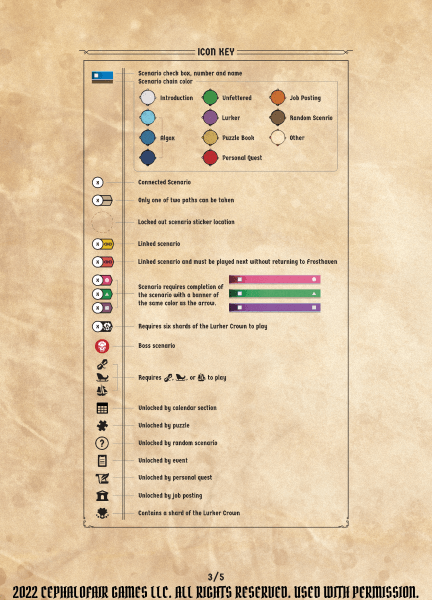 ICON KEY
Scenario check box, number and name
Scenario chain color
Introduction
Unfettered
Job Posting
Lurker
Random Scenrio
Algox
Puzzle Book
Other
Personal Quest
Connected Scenario
Only one of two paths can be taken
Locked out scenario sticker location
Linked scenario
Linked scenario and must be played next without returning to Frosthaven
Scenario requires completion of
the scenario with a banner of
the same color as the arrow.
Requires six shards of the Lurker Crown to play
Boss scenario
Requires , , or to play
Unlocked by calendar section
Unlocked by puzzle
?
Unlocked by random scenario
Unlocked by event
Unlocked by personal quest
Unlocked by job posting
Contains a shard of the Lurker Crown
3/5
2022 CEPHALOFAIR GAMES LLC. ALL RIGHTS RESERVED. USED WITH PERMISSION.